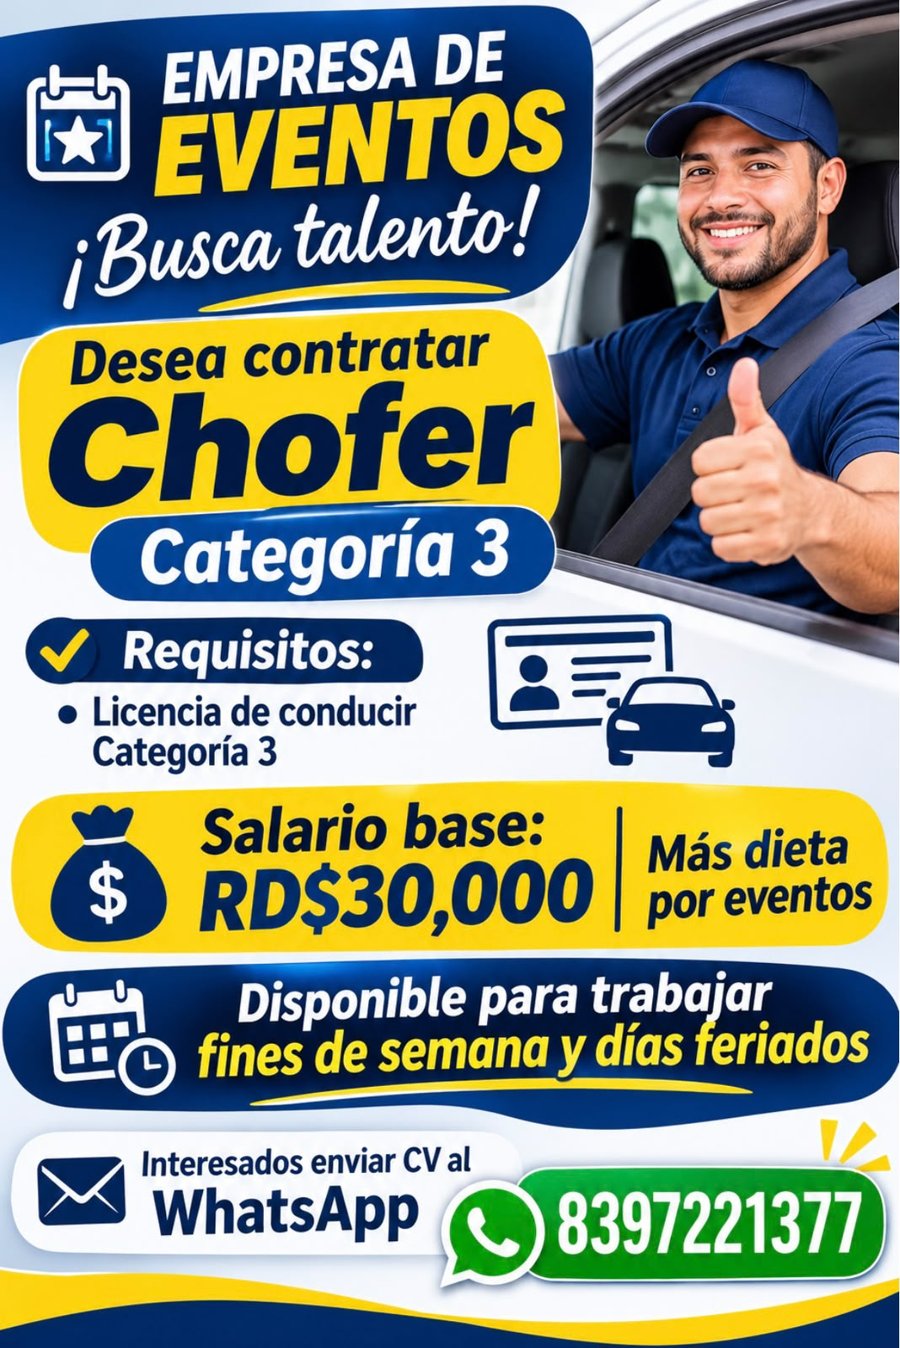 EMPRESA DE
EVENTOS
¡Busca talento!
Desea contratar
Chofer
Categoría 3
Requisitos:
• Licencia de conducir
Categoría 3
$
Salario base:
RD$30,000
Más dieta
por eventos
Disponible para trabajar
fines de semana y días feriados
Interesados enviar CV al
WhatsApp
8397221377